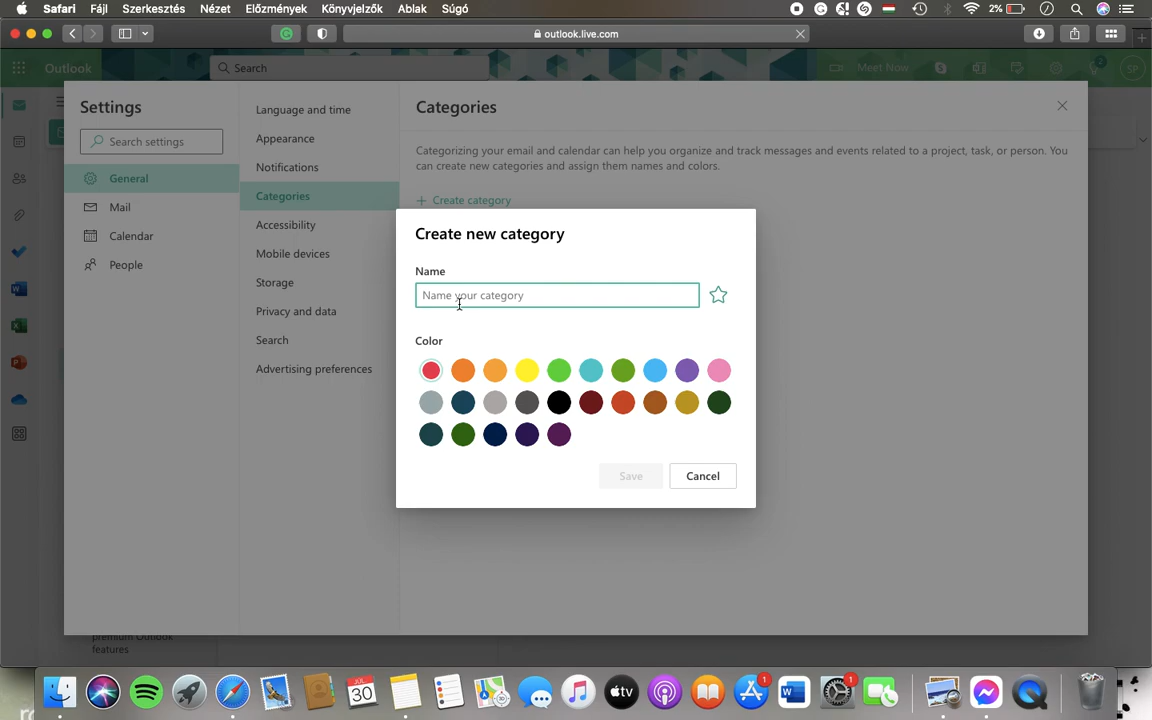 Safari Fájl Szerkesztés Nézet Előzmények Könyvjelzők Ablak Súgó 2%
outlook.live.com
Outlook Search Meet Now 2 SP
Settings Categories
Language and time
Search settings
Appearance
Categorizing your email and calendar can help you organize and track messages and events related to a project, task, or person. You
can create new categories and assign them names and colors.
Notifications
General
Categories
+ Create category
Mail
Accessibility
Calendar
Mobile devices
People
Storage
Privacy and data
Search
Advertising preferences
Create new category
Name
Name your category
Color
Save Cancel
premium Outlook
features
JUL
30
1
1